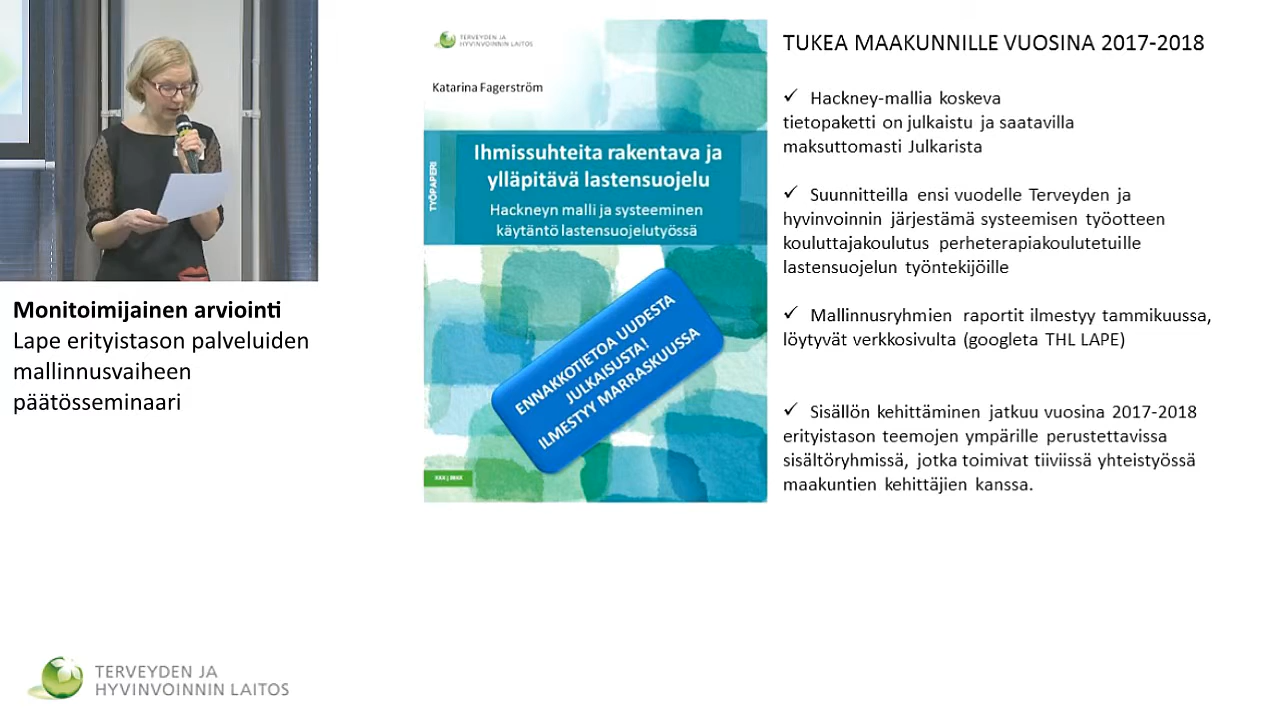 Monitoimijainen arviointi
Lape erityistason palveluiden
mallinnusvaiheen
päätösseminaari
TERVEYDEN JA
HYVINVOINNIN LAITOS
TERVEYDEN JA
HYVINVOINNIN LAITOS
Katarina Fagerström
TYÖPAPERI
Ihmissuhteita rakentava ja
ylläpitävä lastensuojelu
Hackneyn malli ja systeeminen
käytäntö lastensuojelutyössä
ENNAKKOTIETOA UUDESTA
JULKAISUSTA!
ILMESTYY MARRASKUUSSA
TUKEA MAAKUNNILLE VUOSINA 2017-2018
✓ Hackney-mallia koskeva
tietopaketti on julkaistu ja saatavilla
maksuttomasti Julkarista
✓ Suunnitteilla ensi vuodelle Terveyden ja
hyvinvoinnin järjestämä systeemisen työotteen
kouluttajakoulutus perheterapiakoulutetuille
lastensuojelun työntekijöille
✓ Mallinnusryhmien raportit ilmestyy tammikuussa,
löytyvät verkkosivulta (googleta THL LAPE)
✓ Sisällön kehittäminen jatkuu vuosina 2017-2018
erityistason teemojen ympärille perustettavissa
sisältöryhmissä, jotka toimivat tiiviissä yhteistyössä
maakuntien kehittäjien kanssa.